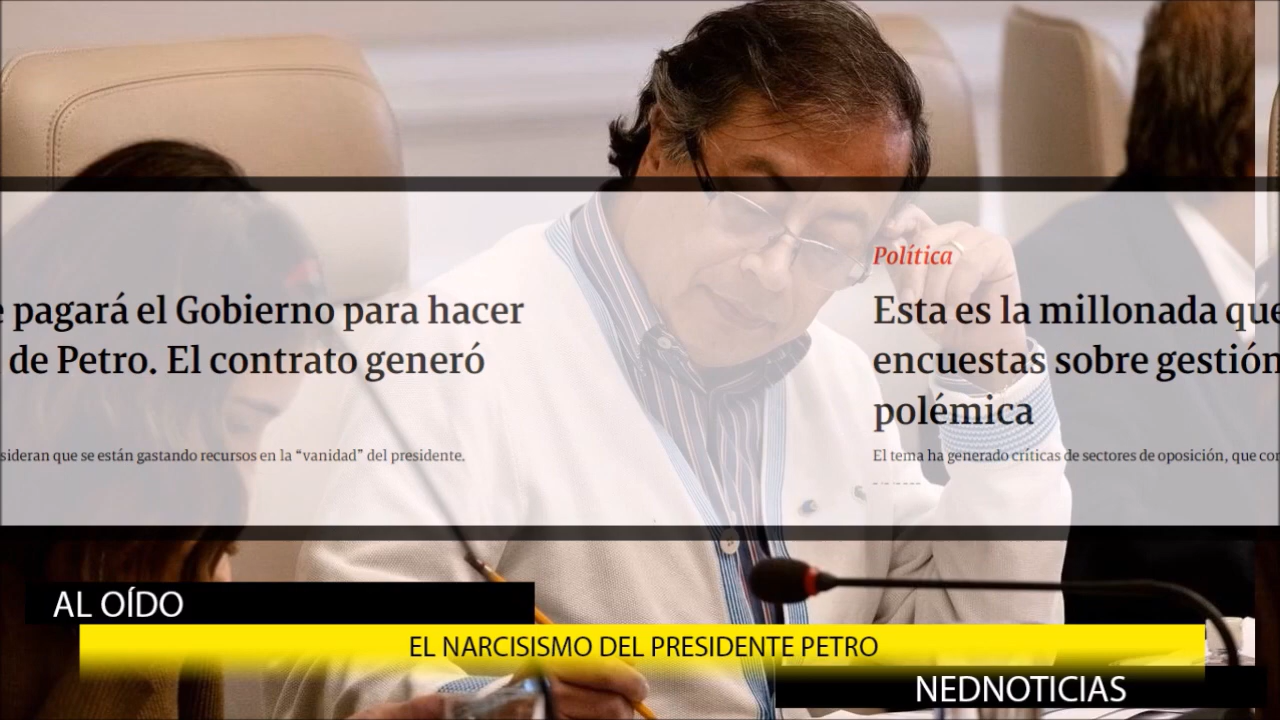 e pagará el Gobierno para hacer
de Petro. El contrato generó
sideran que se están gastando recursos en la “vanidad” del presidente.
Política
Esta es la millonada que
encuestas sobre gestión
polémica
El tema ha generado críticas de sectores de oposición, que con
AL OÍDO
EL NARCISISMO DEL PRESIDENTE PETRO
NEDNOTICIAS